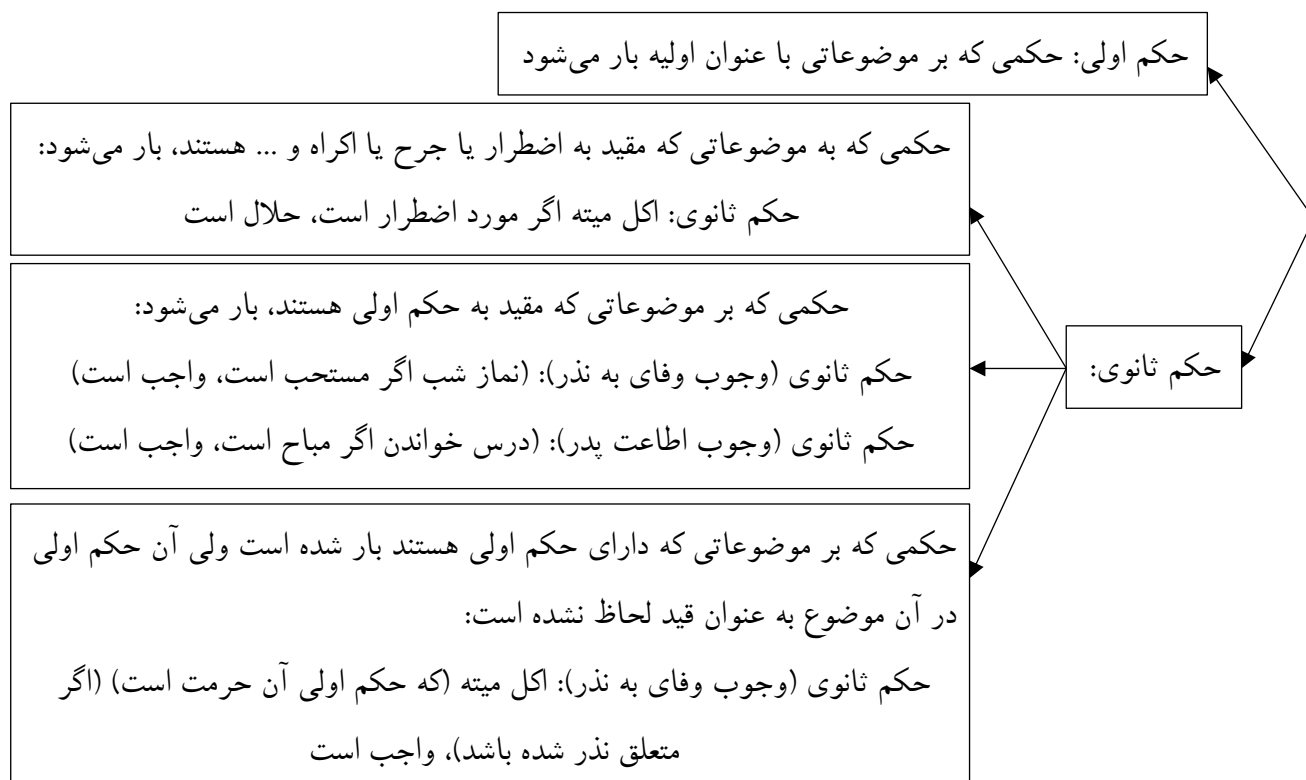 حکم اولی: حکمی که بر موضوعاتی با عنوان اولیه بار می‌شود
حکمی که به موضوعاتی که مقید به اضطرار یا جرح یا اکراه و ... هستند، بار می‌شود:
حکم ثانوی: اکل میته اگر مورد اضطرار است، حلال است
حکم ثانوی:
حکمی که بر موضوعاتی که مقید به حکم اولی هستند، بار می‌شود:
حکم ثانوی (وجوب وفای به نذر): (نماز شب اگر مستحب است، واجب است)
حکم ثانوی (وجوب اطاعت پدر): (درس خواندن اگر مباح است، واجب است)
حکمی که بر موضوعاتی که دارای حکم اولی هستند بار شده است ولی آن حکم اولی
در آن موضوع به عنوان قید لحاظ نشده است:
حکم ثانوی (وجوب وفای به نذر): اکل میته (که حکم اولی آن حرمت است) (اگر
متعلق نذر شده باشد)، واجب است